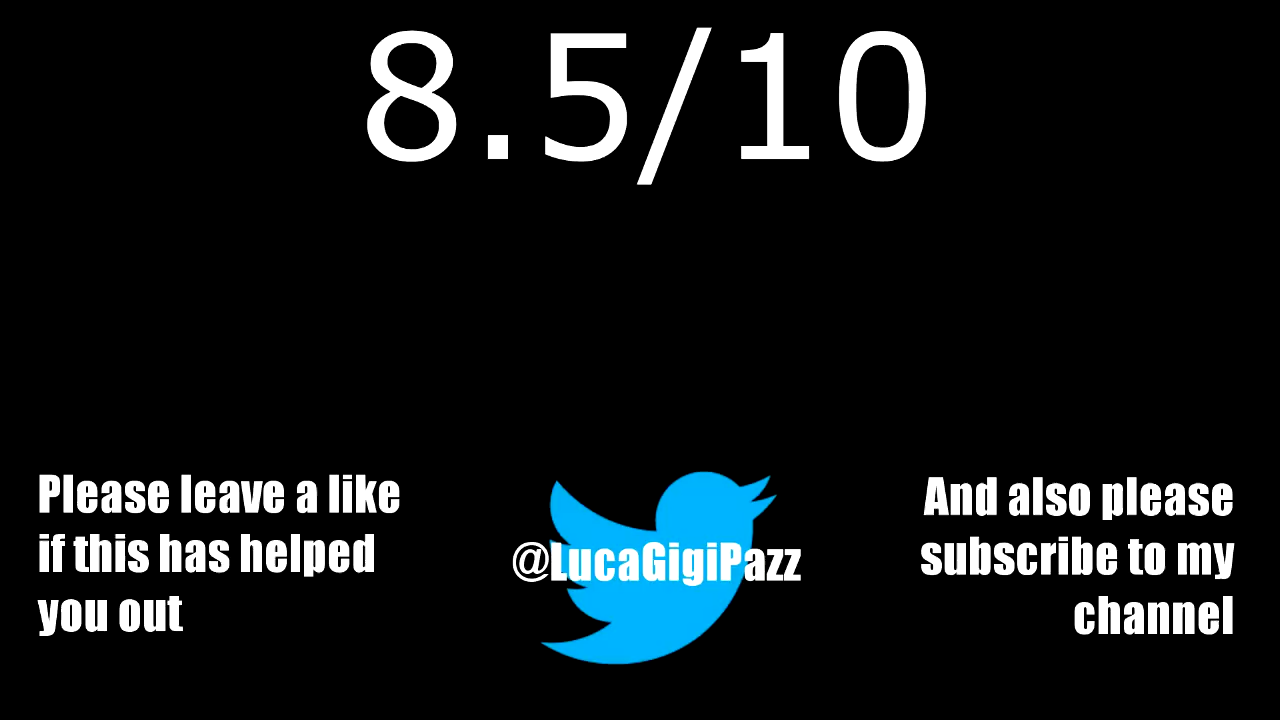 8.5/10
Please leave a like
if this has helped
you out
@LucaGigiPazz
And also please
subscribe to my
channel